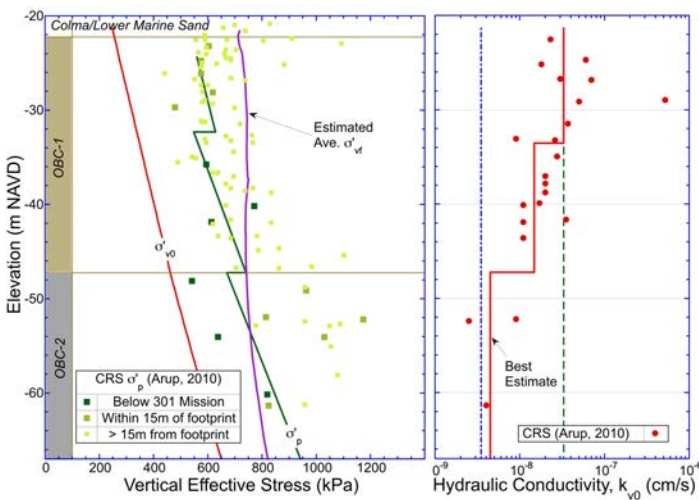 -20
-30
-40
-50
-60
Elevation (m NAVD)
Colma/Lower Marine Sand
OBC-1
OBC-2
Estimated
Ave. σ'vf
σ'v0
CRS σ'p (Arup, 2010)
Below 301 Mission
Within 15m of footprint
> 15m from footprint
σ'p
0 200 400 600 800 1000 1200
Vertical Effective Stress (kPa)
Best
Estimate
CRS (Arup, 2010)
10-9 10-8 10-7 10-6
Hydraulic Conductivity, kv0 (cm/s)